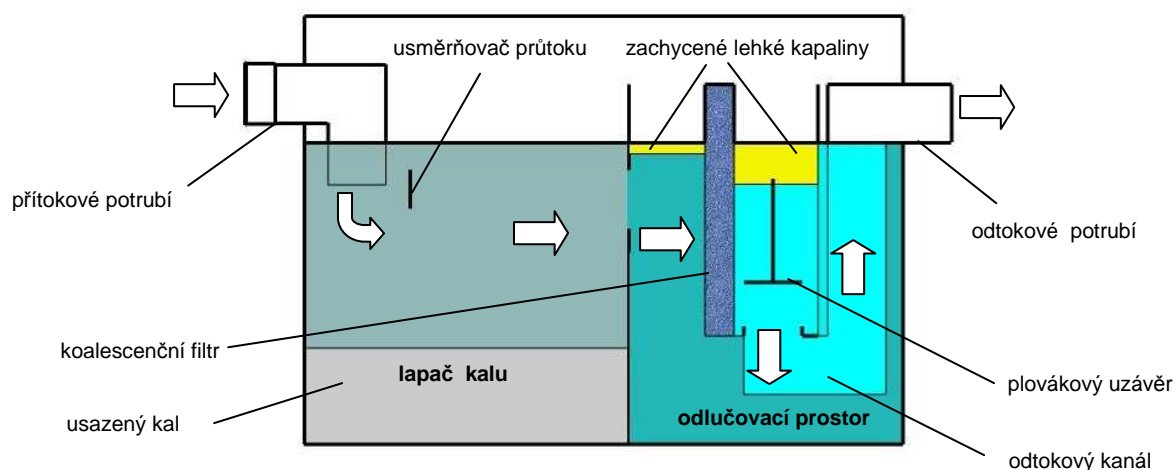 usměrňovač průtoku
zachycené lehké kapaliny
přítokové potrubí
odtokové potrubí
koalescenční filtr
lapač kalu
plovákový uzávěr
usazený kal
odlučovací prostor
odtokový kanál